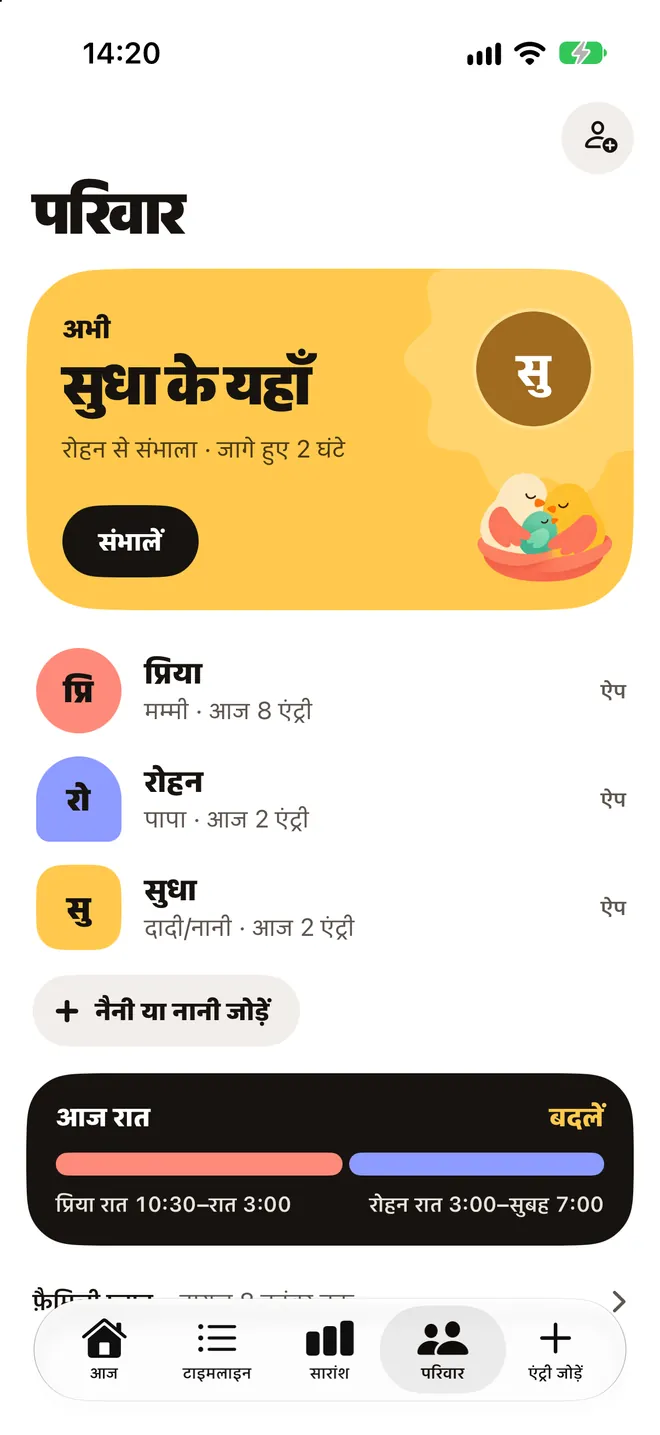 14:20
परिवार
अभी
सुधा के यहाँ
सु
रोहन से संभाला · जागे हुए 2 घंटे
संभालें
प्रि
प्रिया
मम्मी · आज 8 एंट्री
ऐप
रो
रोहन
पापा · आज 2 एंट्री
ऐप
सु
सुधा
दादी/नानी · आज 2 एंट्री
ऐप
+ नैनी या नानी जोड़ें
आज रात
बदलें
प्रिया रात 10:30–रात 3:00
रोहन रात 3:00–सुबह 7:00
आज
टाइमलाइन
सारांश
परिवार
एंट्री जोड़ें